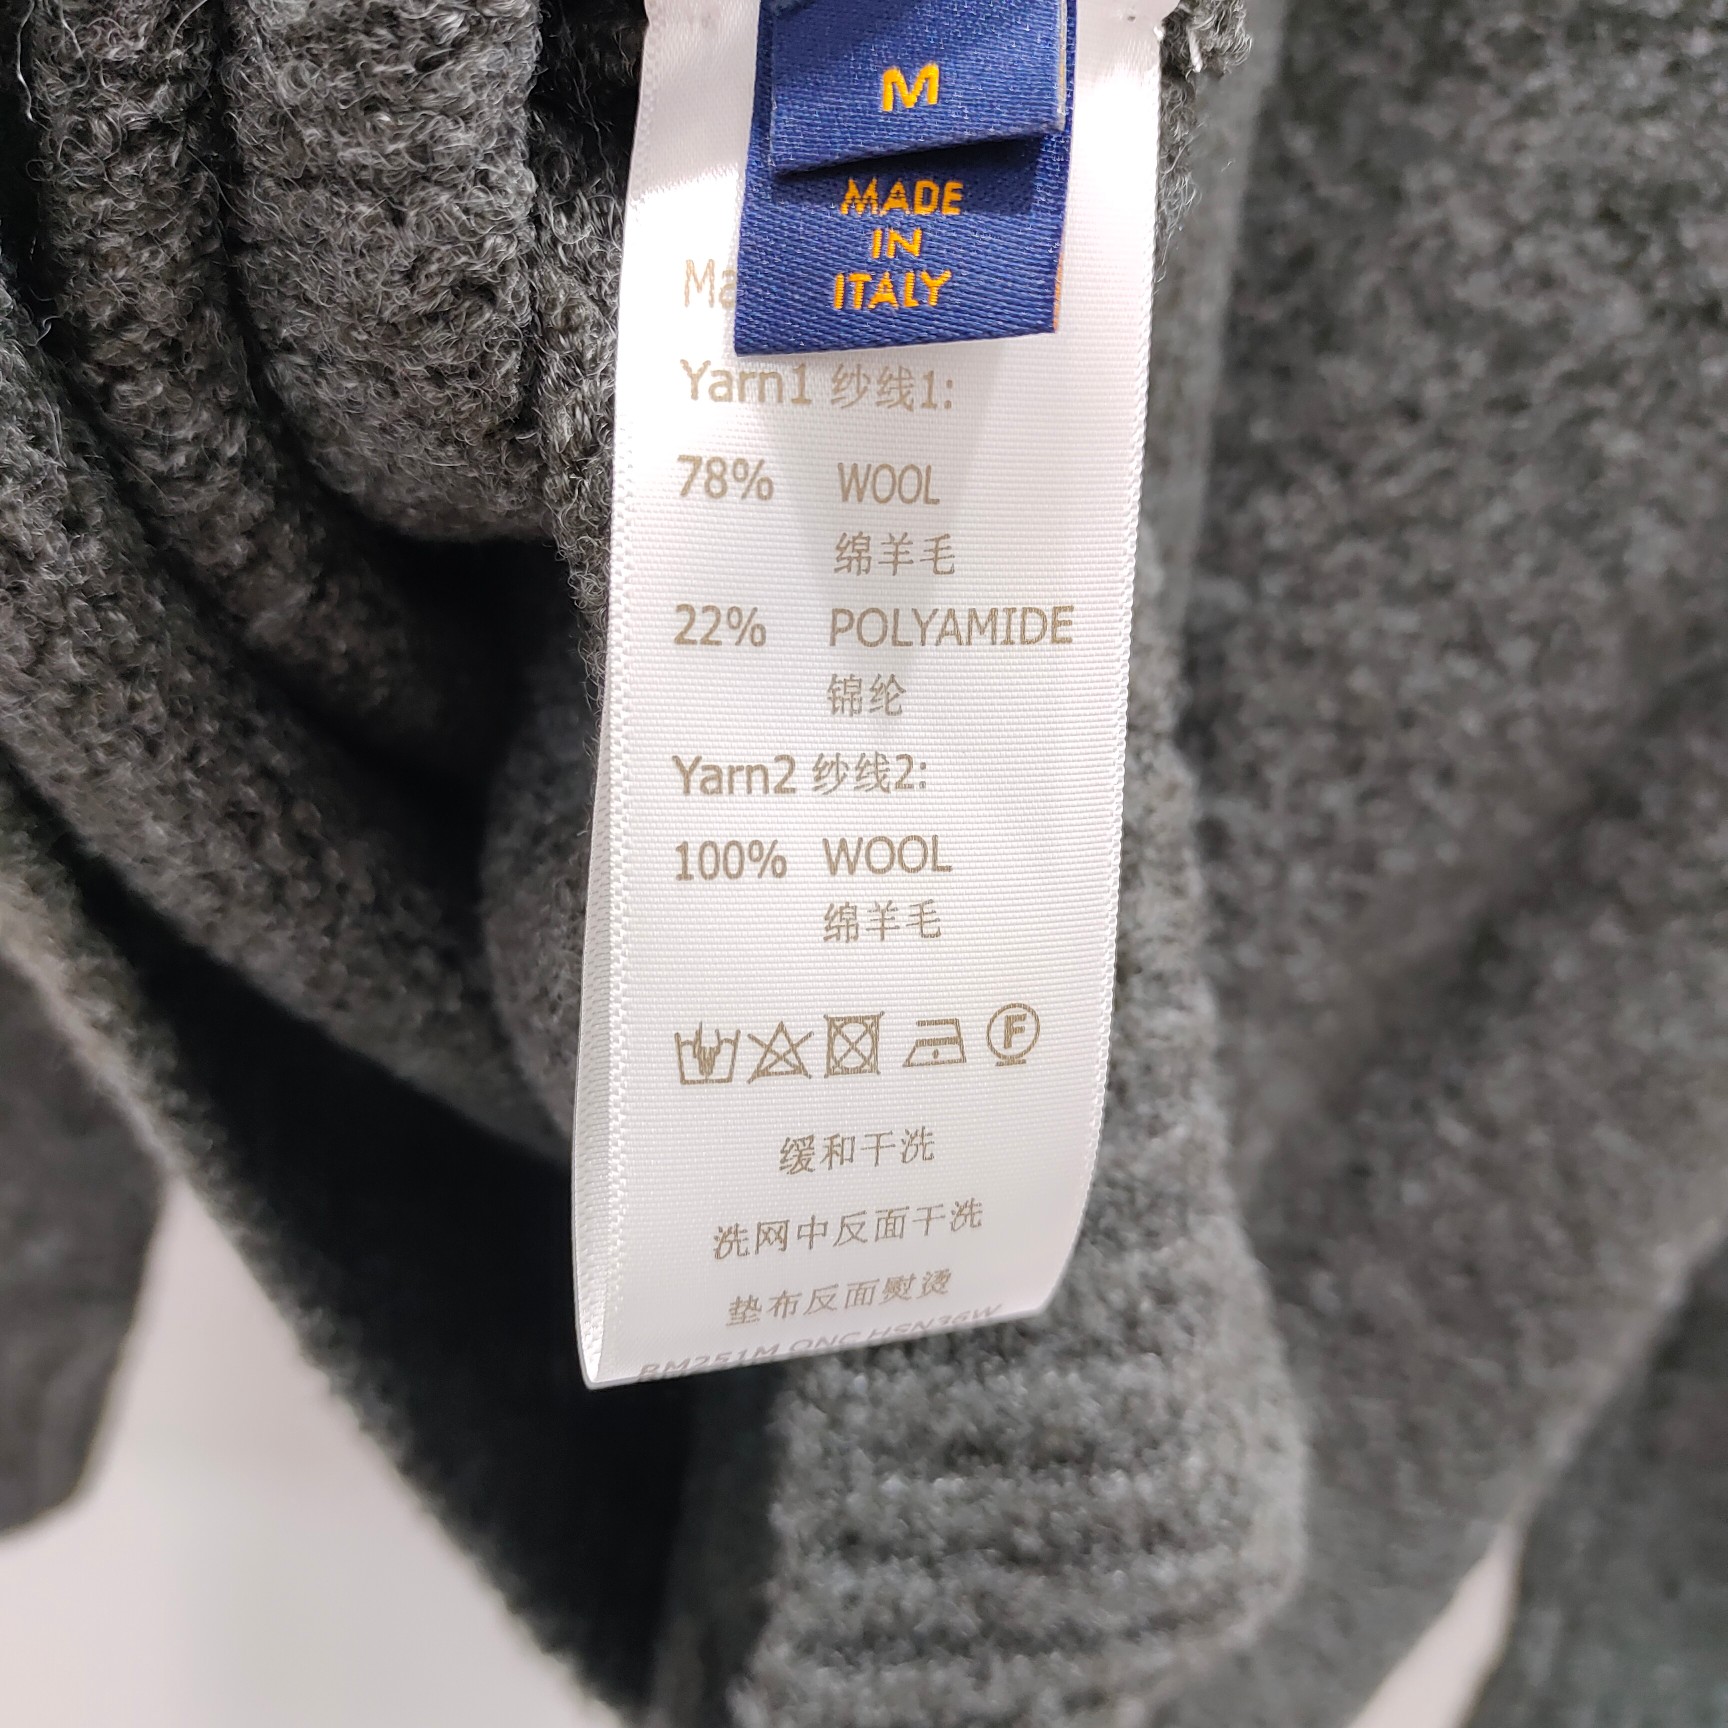 M
MADE
IN
ITALY
Yarn1 纱线1:
78% WOOL
绵羊毛
22% POLYAMIDE
锦纶
Yarn2 纱线2:
100% WOOL
绵羊毛
F
缓和干洗
洗网中反面干洗
垫布反面熨烫